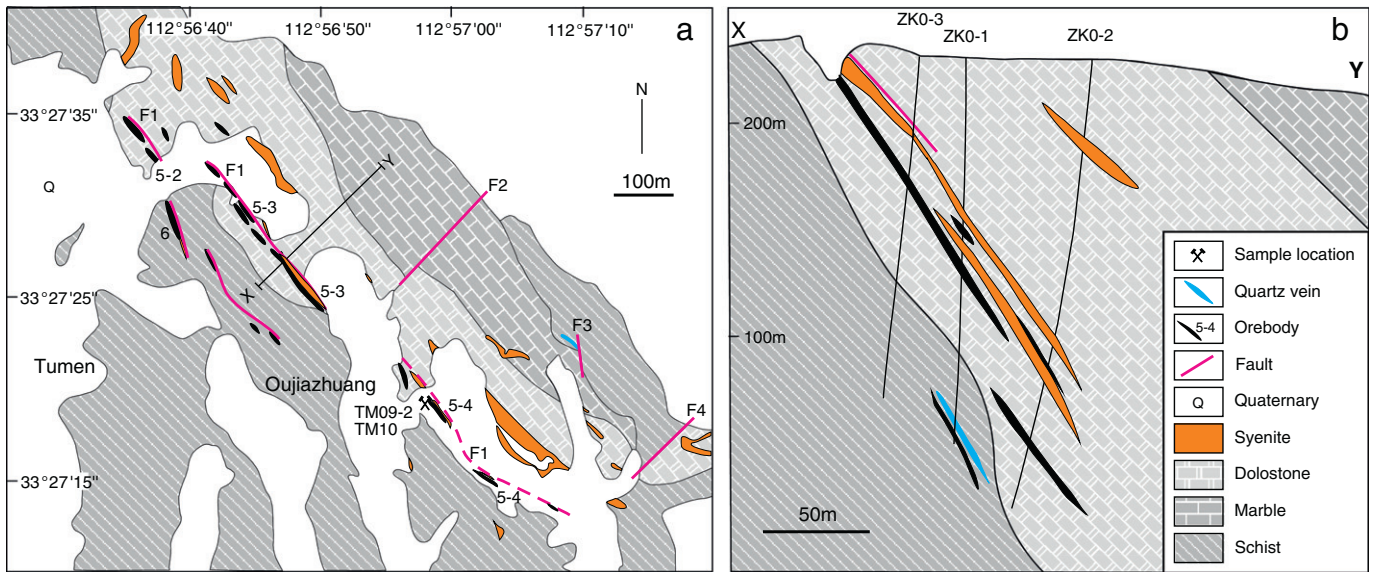 112°56'40" 112°56'50" 112°57'00" 112°57'10" a
33°27'35"
33°27'25"
33°27'15"
N
100m
F1
5-2
Q
F1
5-3
Y
F2
6
X
5-3
F3
Tumen
Oujiazhuang
TM09-2
TM10
5-4
F4
F1
5-4
X
ZK0-3
ZK0-1
ZK0-2
b
Y
200m
100m
50m
Sample location
Quartz vein
5-4 Orebody
Fault
Q Quaternary
Syenite
Dolostone
Marble
Schist